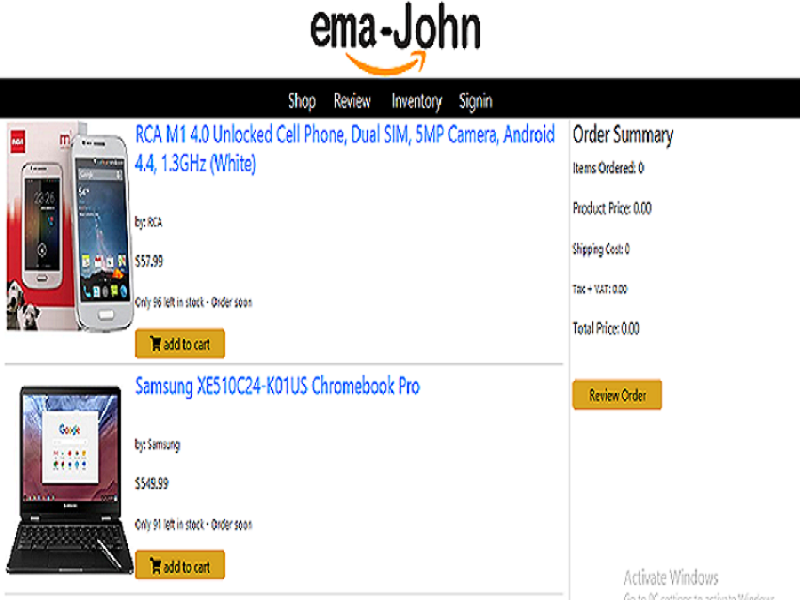 ema-John
Shop Review Inventory Signin
RCA M1 4.0 Unlocked Cell Phone, Dual SIM, 5MP Camera, Android
4.4, 1.3GHz (White)
by: RCA
$57.99
Only 96 left in stock - Order soon
add to cart
Samsung XE510C24-K01US Chromebook Pro
by: Samsung
$549.99
Only 91 left in stock - Order soon
add to cart
Order Summary
Items Ordered: 0
Product Price: 0.00
Shipping Cost: 0
Tax + VAT: 0.00
Total Price: 0.00
Review Order
Activate Windows
Go to PC settings to activate Windows.
RCA
Google
SAMSUNG